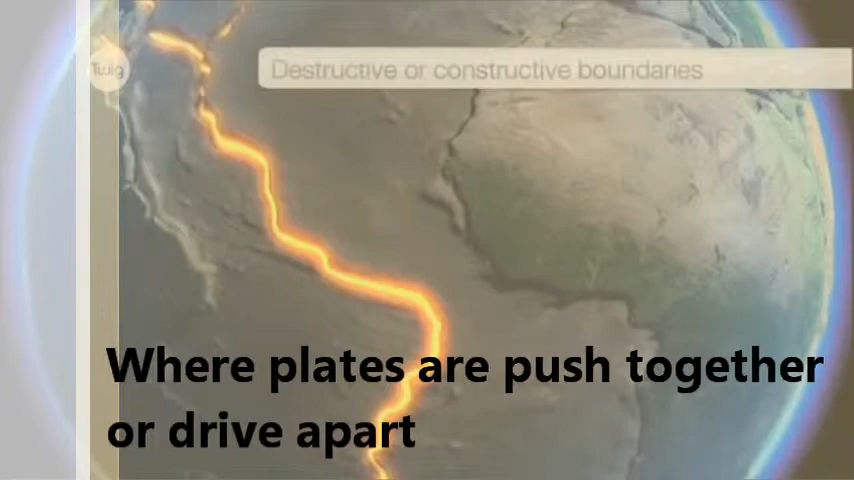 Twig
Destructive or constructive boundaries
Where plates are push together
or drive apart